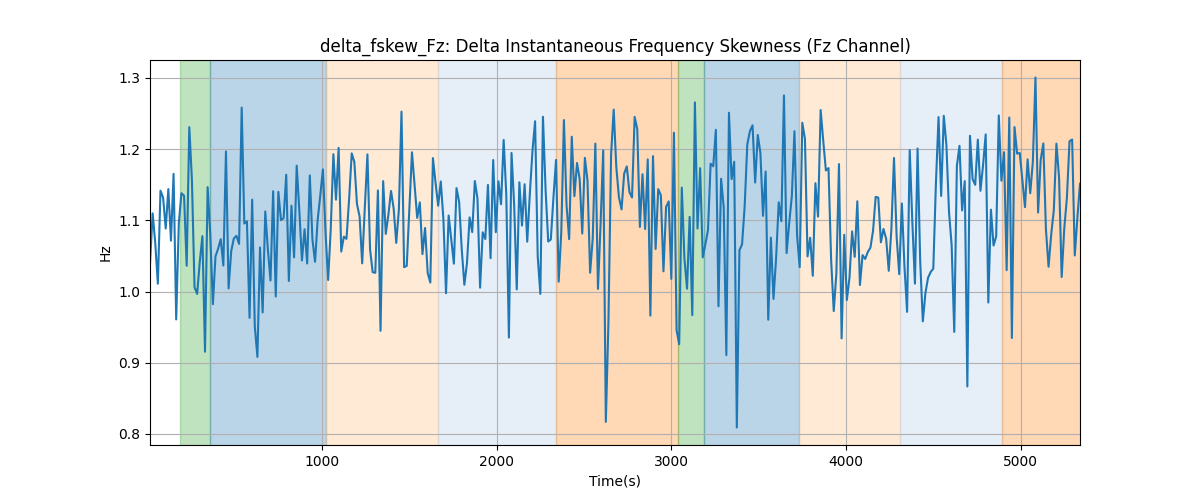 delta_fskew_Fz: Delta Instantaneous Frequency Skewness (Fz Channel)
1.3
1.2
1.1
1.0
0.9
0.8
Hz
1000 2000 3000 4000 5000
Time(s)